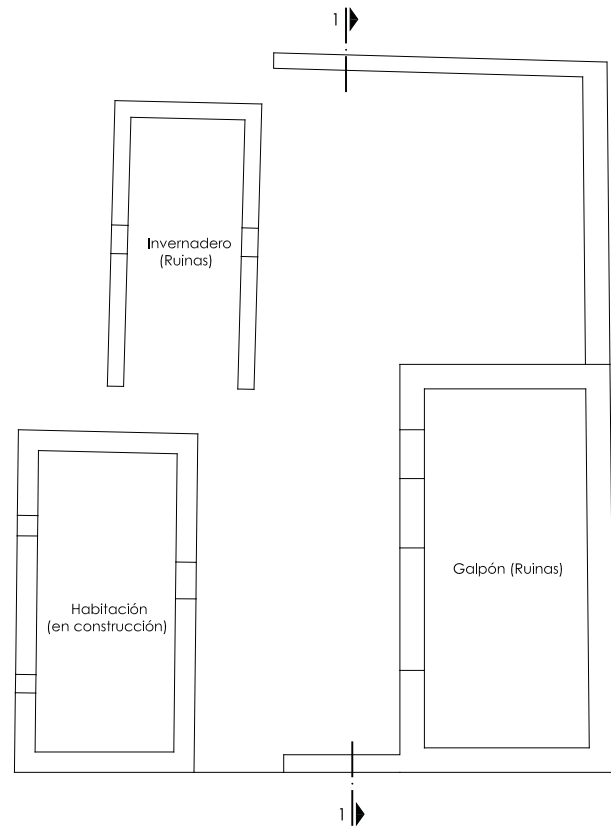 1
Invernadero
(Ruinas)
Galpón (Ruinas)
Habitación
(en construcción)
1